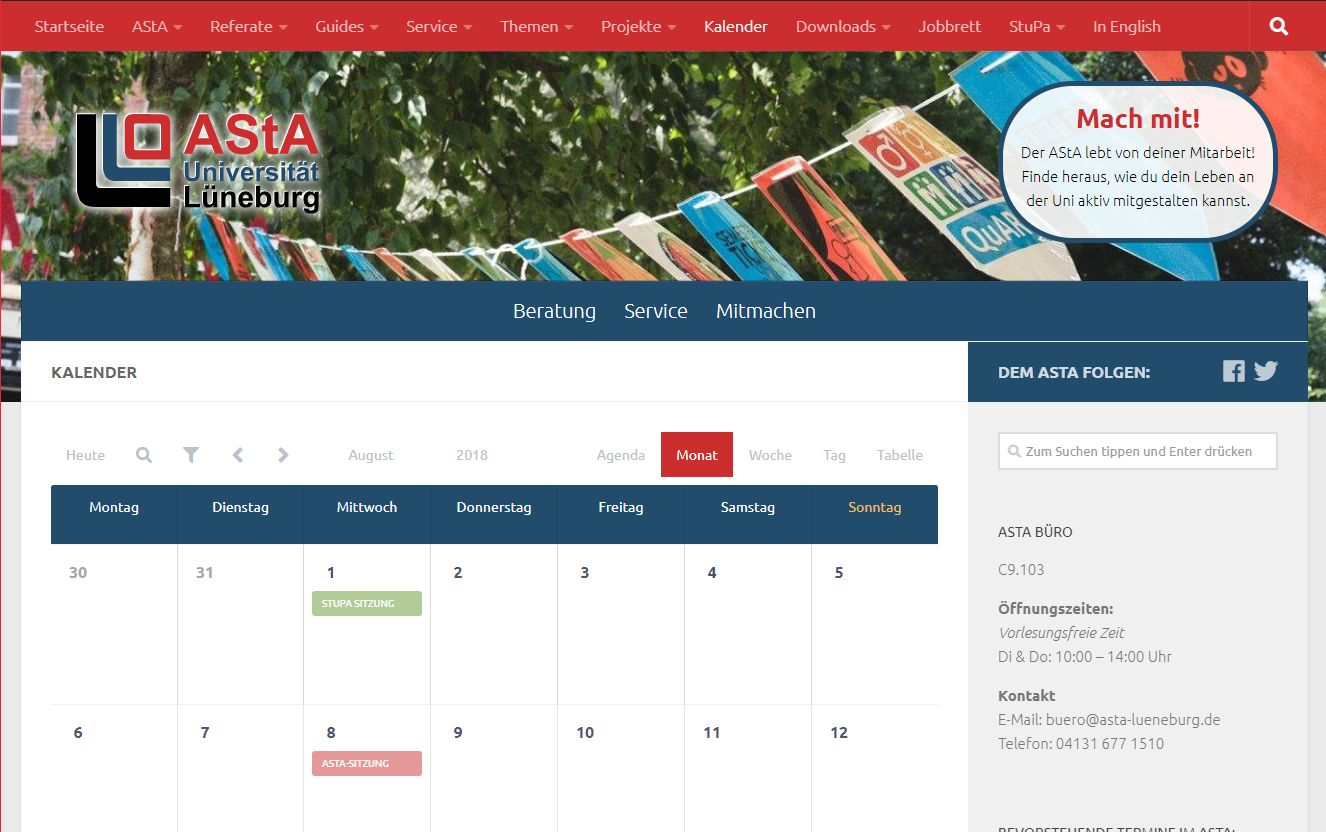 Startseite AStA Referate Guides Service Themen Projekte Kalender Downloads Jobbrett StuPa In English
AStA
Universität
Lüneburg
QUAR
Mach mit!
Der AStA lebt von deiner Mitarbeit!
Finde heraus, wie du dein Leben an
der Uni aktiv mitgestalten kannst.
Beratung Service Mitmachen
KALENDER
DEM ASTA FOLGEN:
Heute August 2018 Agenda Monat Woche Tag Tabelle
Zum Suchen tippen und Enter drücken
Montag Dienstag Mittwoch Donnerstag Freitag Samstag Sonntag
30 31 1 2 3 4 5
STUPA SITZUNG
6 7 8 9 10 11 12
ASTA-SITZUNG
ASTA BÜRO
C9.103
Öffnungszeiten:
Vorlesungsfreie Zeit
Di & Do: 10:00 – 14:00 Uhr
Kontakt
E-Mail: buero@asta-lueneburg.de
Telefon: 04131 677 1510
BEVORSTEHENDE TERMINE IM ASTA: